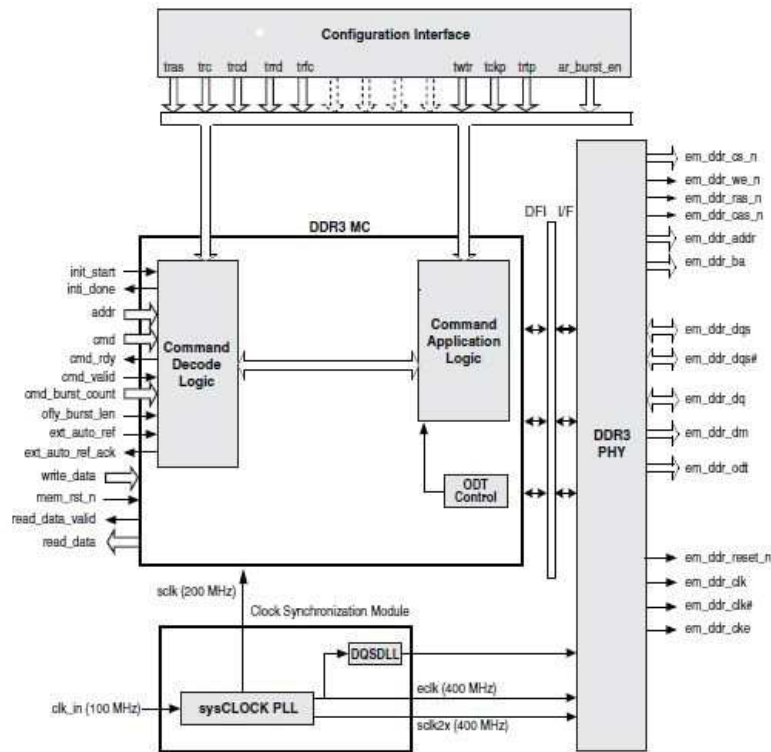 Configuration Interface
tras trc trcd trrd trfc twtr tckp trtp ar_burst_en
DFI I/F
DDR3 MC
init_start
inti_done
addr
cmd
cmd_rdy
cmd_valid
cmd_burst_count
ofly_burst_len
ext_auto_ref
ext_auto_ref_ack
write_data
mem_rst_n
read_data_valid
read_data
Command
Decode
Logic
Command
Application
Logic
ODT
Control
DDR3
PHY
em_ddr_cs_n
em_ddr_we_n
em_ddr_ras_n
em_ddr_cas_n
em_ddr_addr
em_ddr_ba
em_ddr_dqs
em_ddr_dqs#
em_ddr_dq
em_ddr_dm
em_ddr_odt
em_ddr_reset_n
em_ddr_clk
em_ddr_clk#
em_ddr_cke
sclk (200 MHz)
Clock Synchronization Module
DQSDLL
clk_in (100 MHz)
sysCLOCK PLL
eclk (400 MHz)
sclk2x (400 MHz)